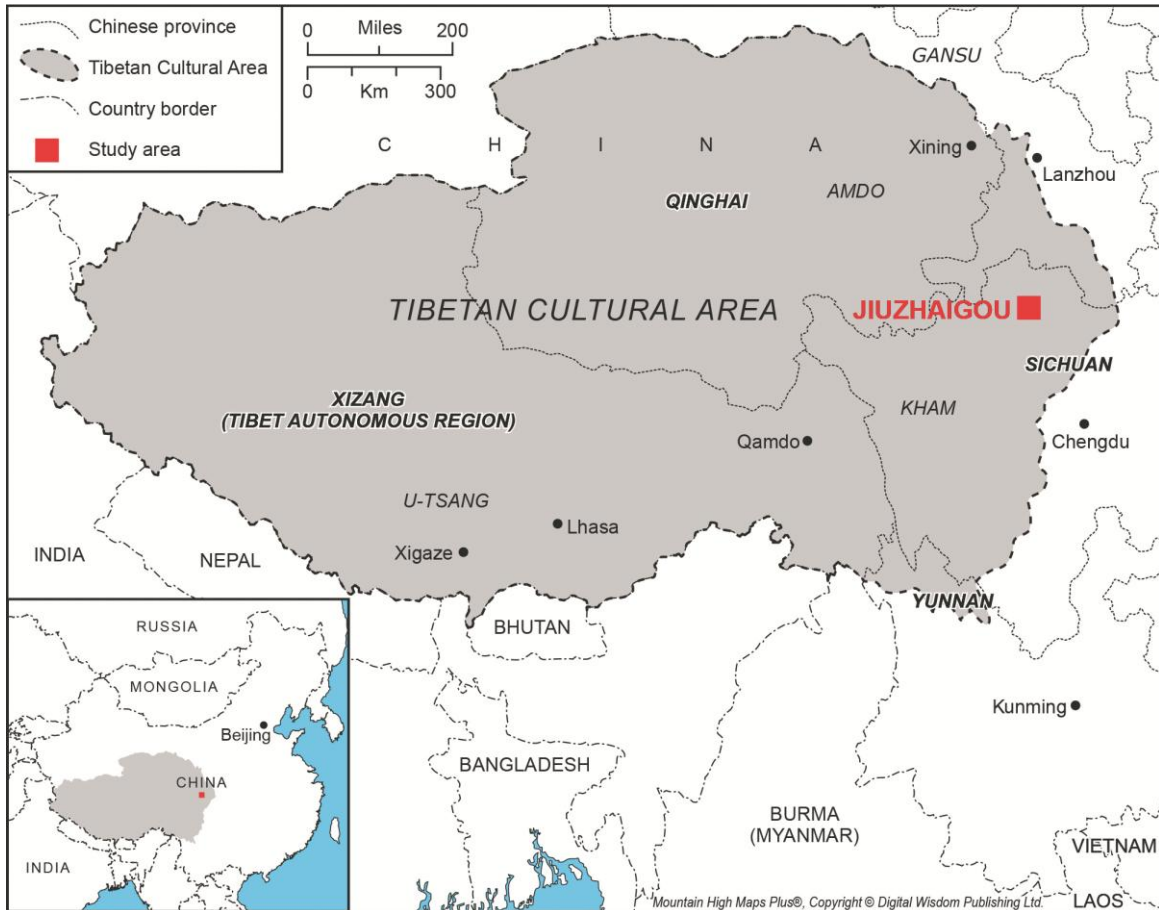 Chinese province
Tibetan Cultural Area
Country border
Study area
0 Miles 200
0 Km 300
GANSU
C H I N A
Xining
Lanzhou
AMDO
QINGHAI
TIBETAN CULTURAL AREA
JIUZHAIGOU
SICHUAN
XIZANG
(TIBET AUTONOMOUS REGION)
KHAM
Chengdu
Qamdo
U-TSANG
Lhasa
Xigaze
INDIA
NEPAL
BHUTAN
YUNNAN
Kunming
BANGLADESH
BURMA
(MYANMAR)
VIETNAM
LAOS
RUSSIA
MONGOLIA
Beijing
CHINA
INDIA
Mountain High Maps Plus®, Copyright © Digital Wisdom Publishing Ltd.